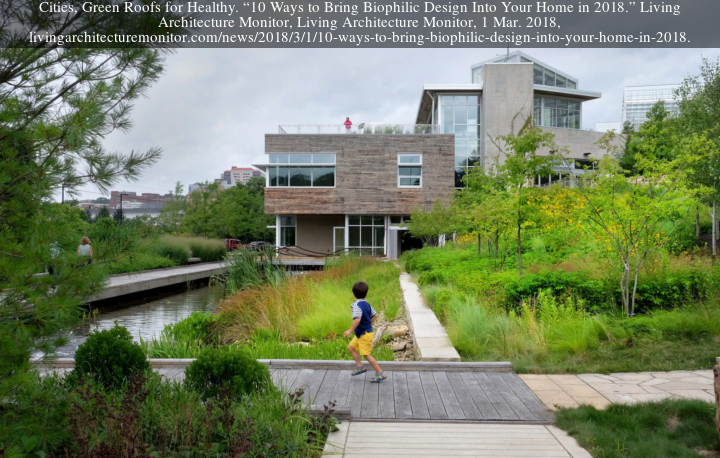 Cities, Green Roofs for Healthy. “10 Ways to Bring Biophilic Design Into Your Home in 2018.” Living
Architecture Monitor, Living Architecture Monitor, 1 Mar. 2018,
livingarchitecturemonitor.com/news/2018/3/1/10-ways-to-bring-biophilic-design-into-your-home-in-2018.